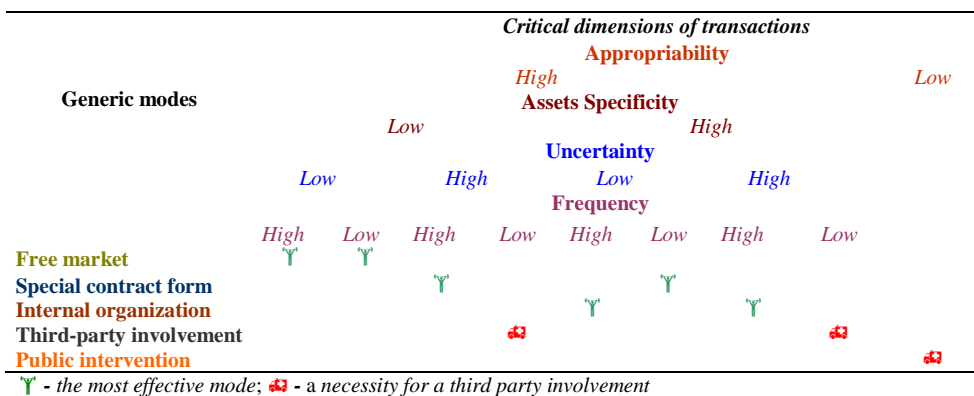 Critical dimensions of transactions
Appropriability
High Low
Generic modes Assets Specificity
Low High
Uncertainty
Low High Low High
Frequency
High Low High Low High Low High Low
Free market
Special contract form
Internal organization
Third-party involvement
Public intervention
- the most effective mode; - a necessity for a third party involvement